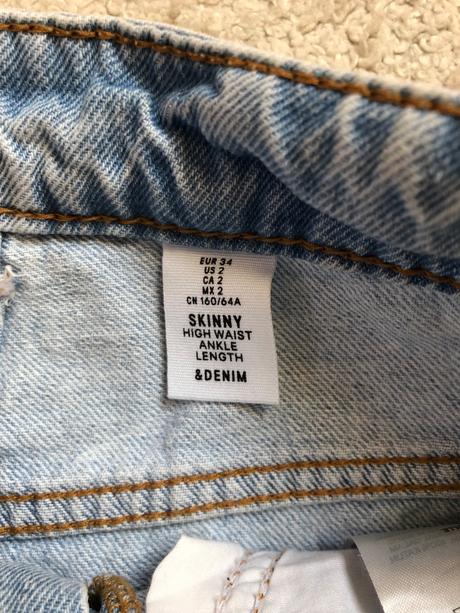 EUR 34
US 2
CA 2
MX 2
CN 160/64A
SKINNY
HIGH WAIST
ANKLE
LENGTH
&DENIM